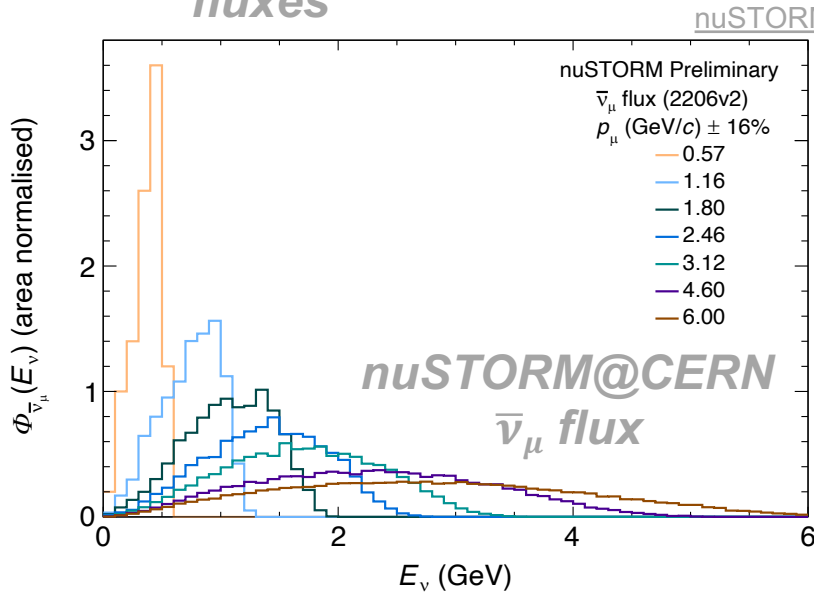 fluxes
nuSTORM
nuSTORM Preliminary
ν̅μ flux (2206v2)
pμ (GeV/c) ± 16%
0.57
1.16
1.80
2.46
3.12
4.60
6.00
nuSTORM@CERN
ν̅μ flux
Φν̅μ(Eν) (area normalised)
3
2
1
0
0 2 4 6
Eν (GeV)